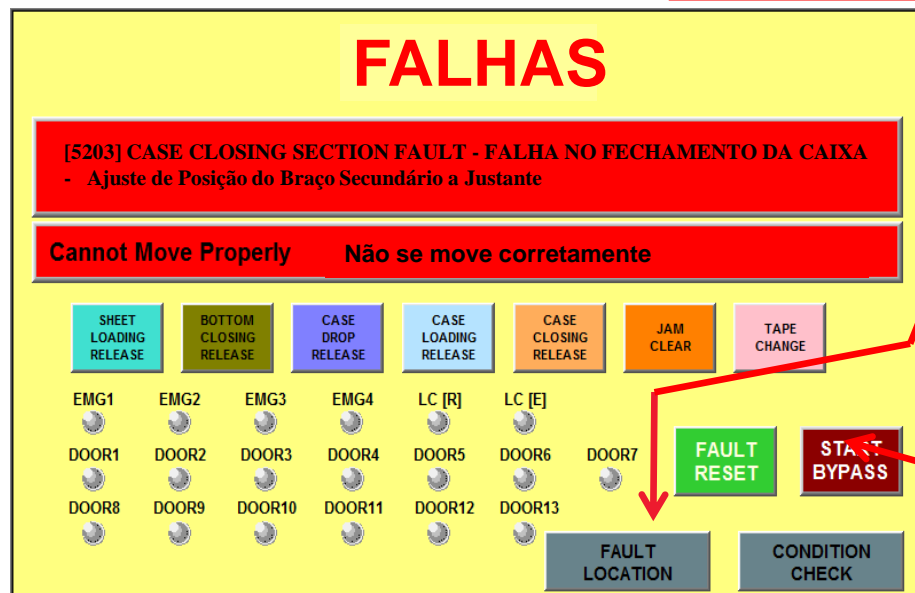 FALHAS
[5203] CASE CLOSING SECTION FAULT - FALHA NO FECHAMENTO DA CAIXA
- Ajuste de Posição do Braço Secundário a Justante
Cannot Move Properly Não se move corretamente
SHEET
LOADING
RELEASE
BOTTOM
CLOSING
RELEASE
CASE
DROP
RELEASE
CASE
LOADING
RELEASE
CASE
CLOSING
RELEASE
JAM
CLEAR
TAPE
CHANGE
EMG1 EMG2 EMG3 EMG4 LC [R] LC [E]
DOOR1 DOOR2 DOOR3 DOOR4 DOOR5 DOOR6 DOOR7
DOOR8 DOOR9 DOOR10 DOOR11 DOOR12 DOOR13
FAULT
RESET
START
BYPASS
FAULT
LOCATION
CONDITION
CHECK